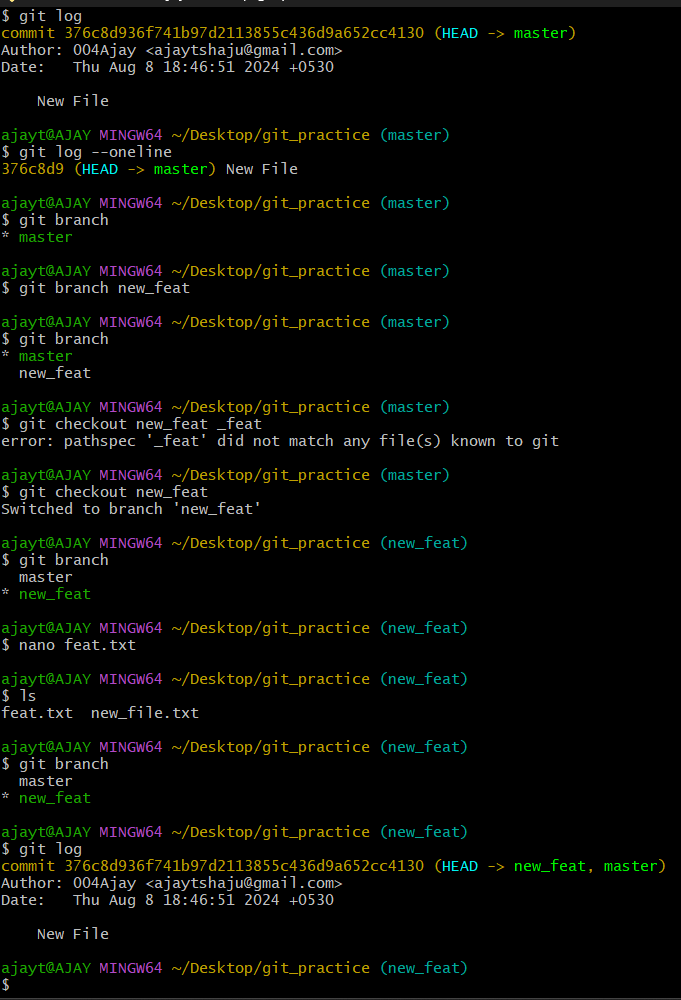 $ git log
commit 376c8d936f741b97d2113855c436d9a652cc4130 (HEAD -> master)
Author: 004Ajay <ajaytshaju@gmail.com>
Date:   Thu Aug 8 18:46:51 2024 +0530

    New File

ajayt@AJAY MINGW64 ~/Desktop/git_practice (master)
$ git log --oneline
376c8d9 (HEAD -> master) New File

ajayt@AJAY MINGW64 ~/Desktop/git_practice (master)
$ git branch
* master

ajayt@AJAY MINGW64 ~/Desktop/git_practice (master)
$ git branch new_feat

ajayt@AJAY MINGW64 ~/Desktop/git_practice (master)
$ git branch
* master
  new_feat

ajayt@AJAY MINGW64 ~/Desktop/git_practice (master)
$ git checkout new_feat _feat
error: pathspec '_feat' did not match any file(s) known to git

ajayt@AJAY MINGW64 ~/Desktop/git_practice (master)
$ git checkout new_feat
Switched to branch 'new_feat'

ajayt@AJAY MINGW64 ~/Desktop/git_practice (new_feat)
$ git branch
  master
* new_feat

ajayt@AJAY MINGW64 ~/Desktop/git_practice (new_feat)
$ nano feat.txt

ajayt@AJAY MINGW64 ~/Desktop/git_practice (new_feat)
$ ls
feat.txt  new_file.txt

ajayt@AJAY MINGW64 ~/Desktop/git_practice (new_feat)
$ git branch
  master
* new_feat

ajayt@AJAY MINGW64 ~/Desktop/git_practice (new_feat)
$ git log
commit 376c8d936f741b97d2113855c436d9a652cc4130 (HEAD -> new_feat, master)
Author: 004Ajay <ajaytshaju@gmail.com>
Date:   Thu Aug 8 18:46:51 2024 +0530

    New File

ajayt@AJAY MINGW64 ~/Desktop/git_practice (new_feat)
$